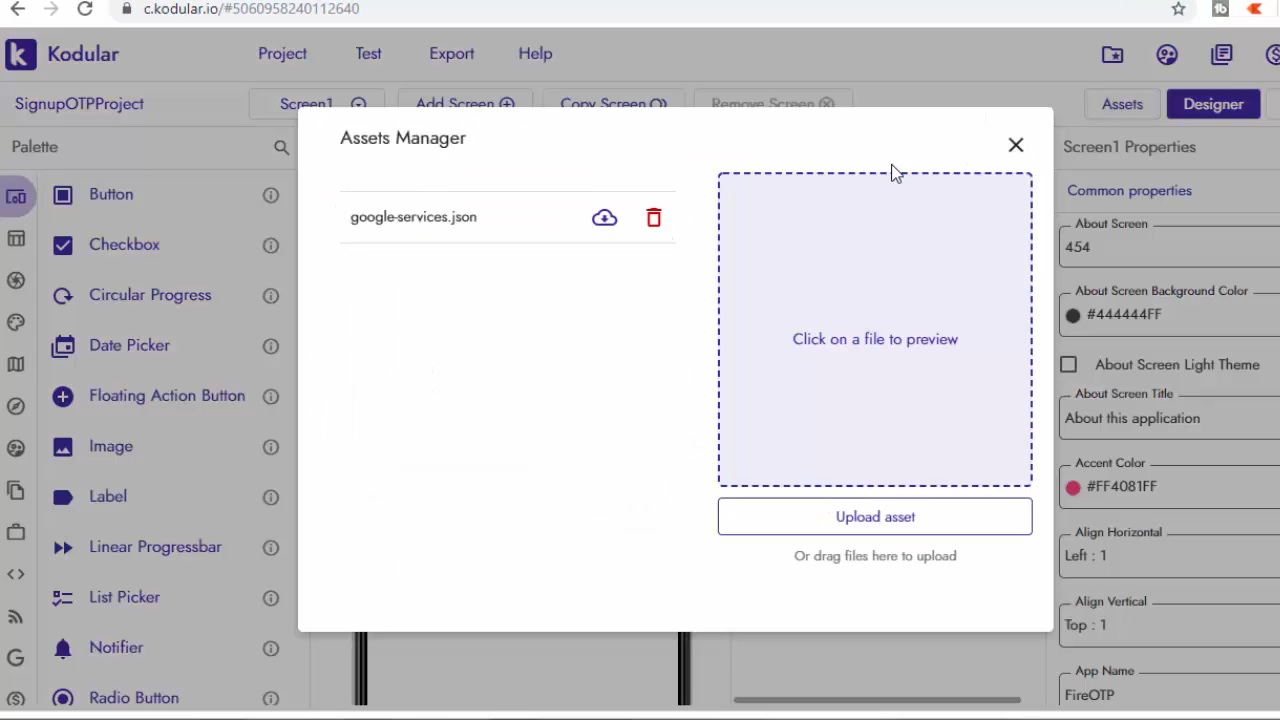 c.kodular.io/#5060958240112640
Kodular
Project
Test
Export
Help
SignupOTPProject
Screen1
Add Screen
Copy Screen
Remove Screen
Assets
Designer
Palette
Assets Manager
Screen1 Properties
Button
google-services.json
Common properties
Checkbox
About Screen
454
Circular Progress
About Screen Background Color
#444444FF
Date Picker
Click on a file to preview
About Screen Light Theme
Floating Action Button
About Screen Title
About this application
Image
Accent Color
#FF4081FF
Label
Upload asset
Linear Progressbar
Or drag files here to upload
Align Horizontal
Left : 1
List Picker
Align Vertical
Top : 1
Notifier
App Name
FireOTP
Radio Button